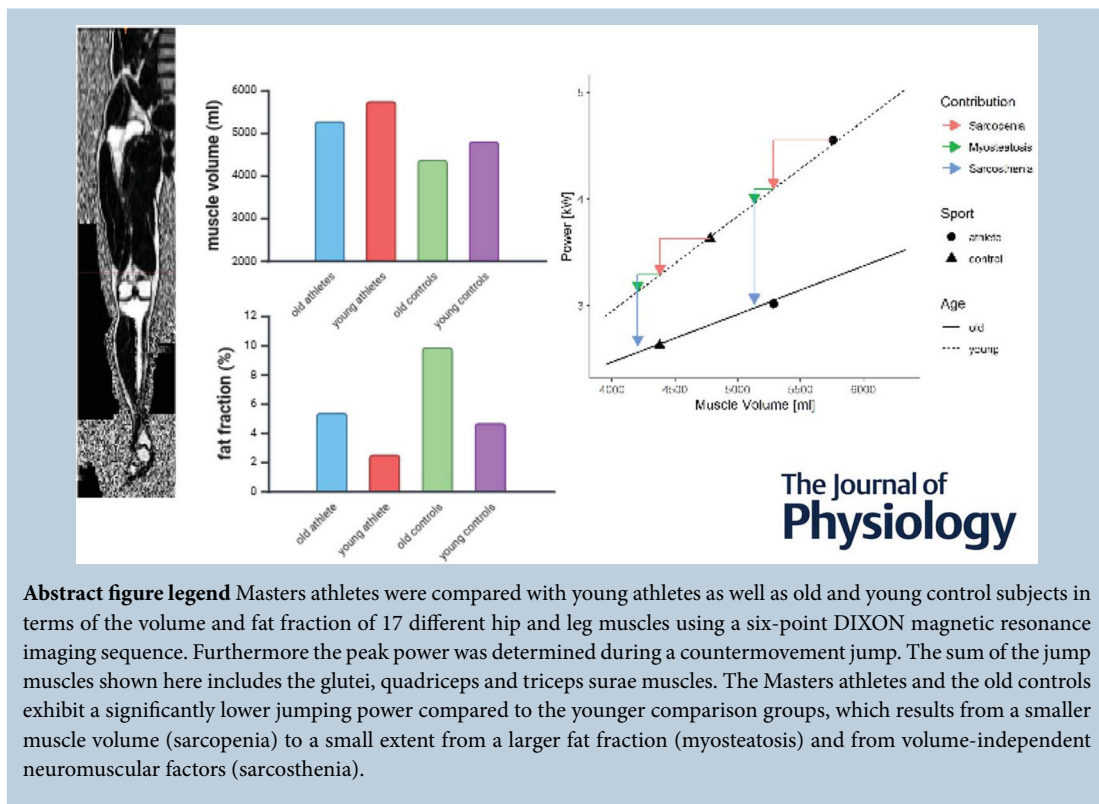 6000
5000
4000
3000
2000
muscle volume (ml)
old athletes
young athletes
old controls
young controls
12
10
8
6
4
2
0
fat fraction (%)
old athlete
young athlete
old controls
young controls
5
4
3
Power [kW]
4000 4500 5000 5500 6000
Muscle Volume [ml]
Contribution
Sarcopenia
Myosteatosis
Sarcosthenia
Sport
athlete
control
Age
old
young
The Journal of
Physiology
Abstract figure legend Masters athletes were compared with young athletes as well as old and young control subjects in
terms of the volume and fat fraction of 17 different hip and leg muscles using a six-point DIXON magnetic resonance
imaging sequence. Furthermore the peak power was determined during a countermovement jump. The sum of the jump
muscles shown here includes the glutei, quadriceps and triceps surae muscles. The Masters athletes and the old controls
exhibit a significantly lower jumping power compared to the younger comparison groups, which results from a smaller
muscle volume (sarcopenia) to a small extent from a larger fat fraction (myosteatosis) and from volume-independent
neuromuscular factors (sarcosthenia).